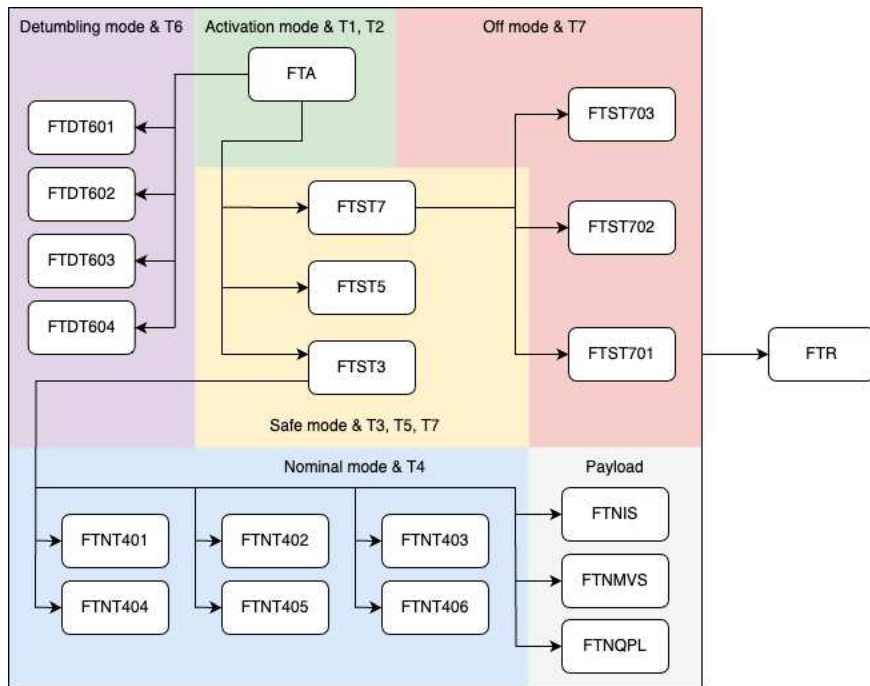 Detumbling mode & T6
Activation mode & T1, T2
Off mode & T7
FTA
FTDT601
FTDT602
FTDT603
FTDT604
FTST7
FTST5
FTST3
Safe mode & T3, T5, T7
FTST703
FTST702
FTST701
FTR
Nominal mode & T4
FTNT401
FTNT402
FTNT403
FTNT404
FTNT405
FTNT406
Payload
FTNIS
FTNMVS
FTNQPL